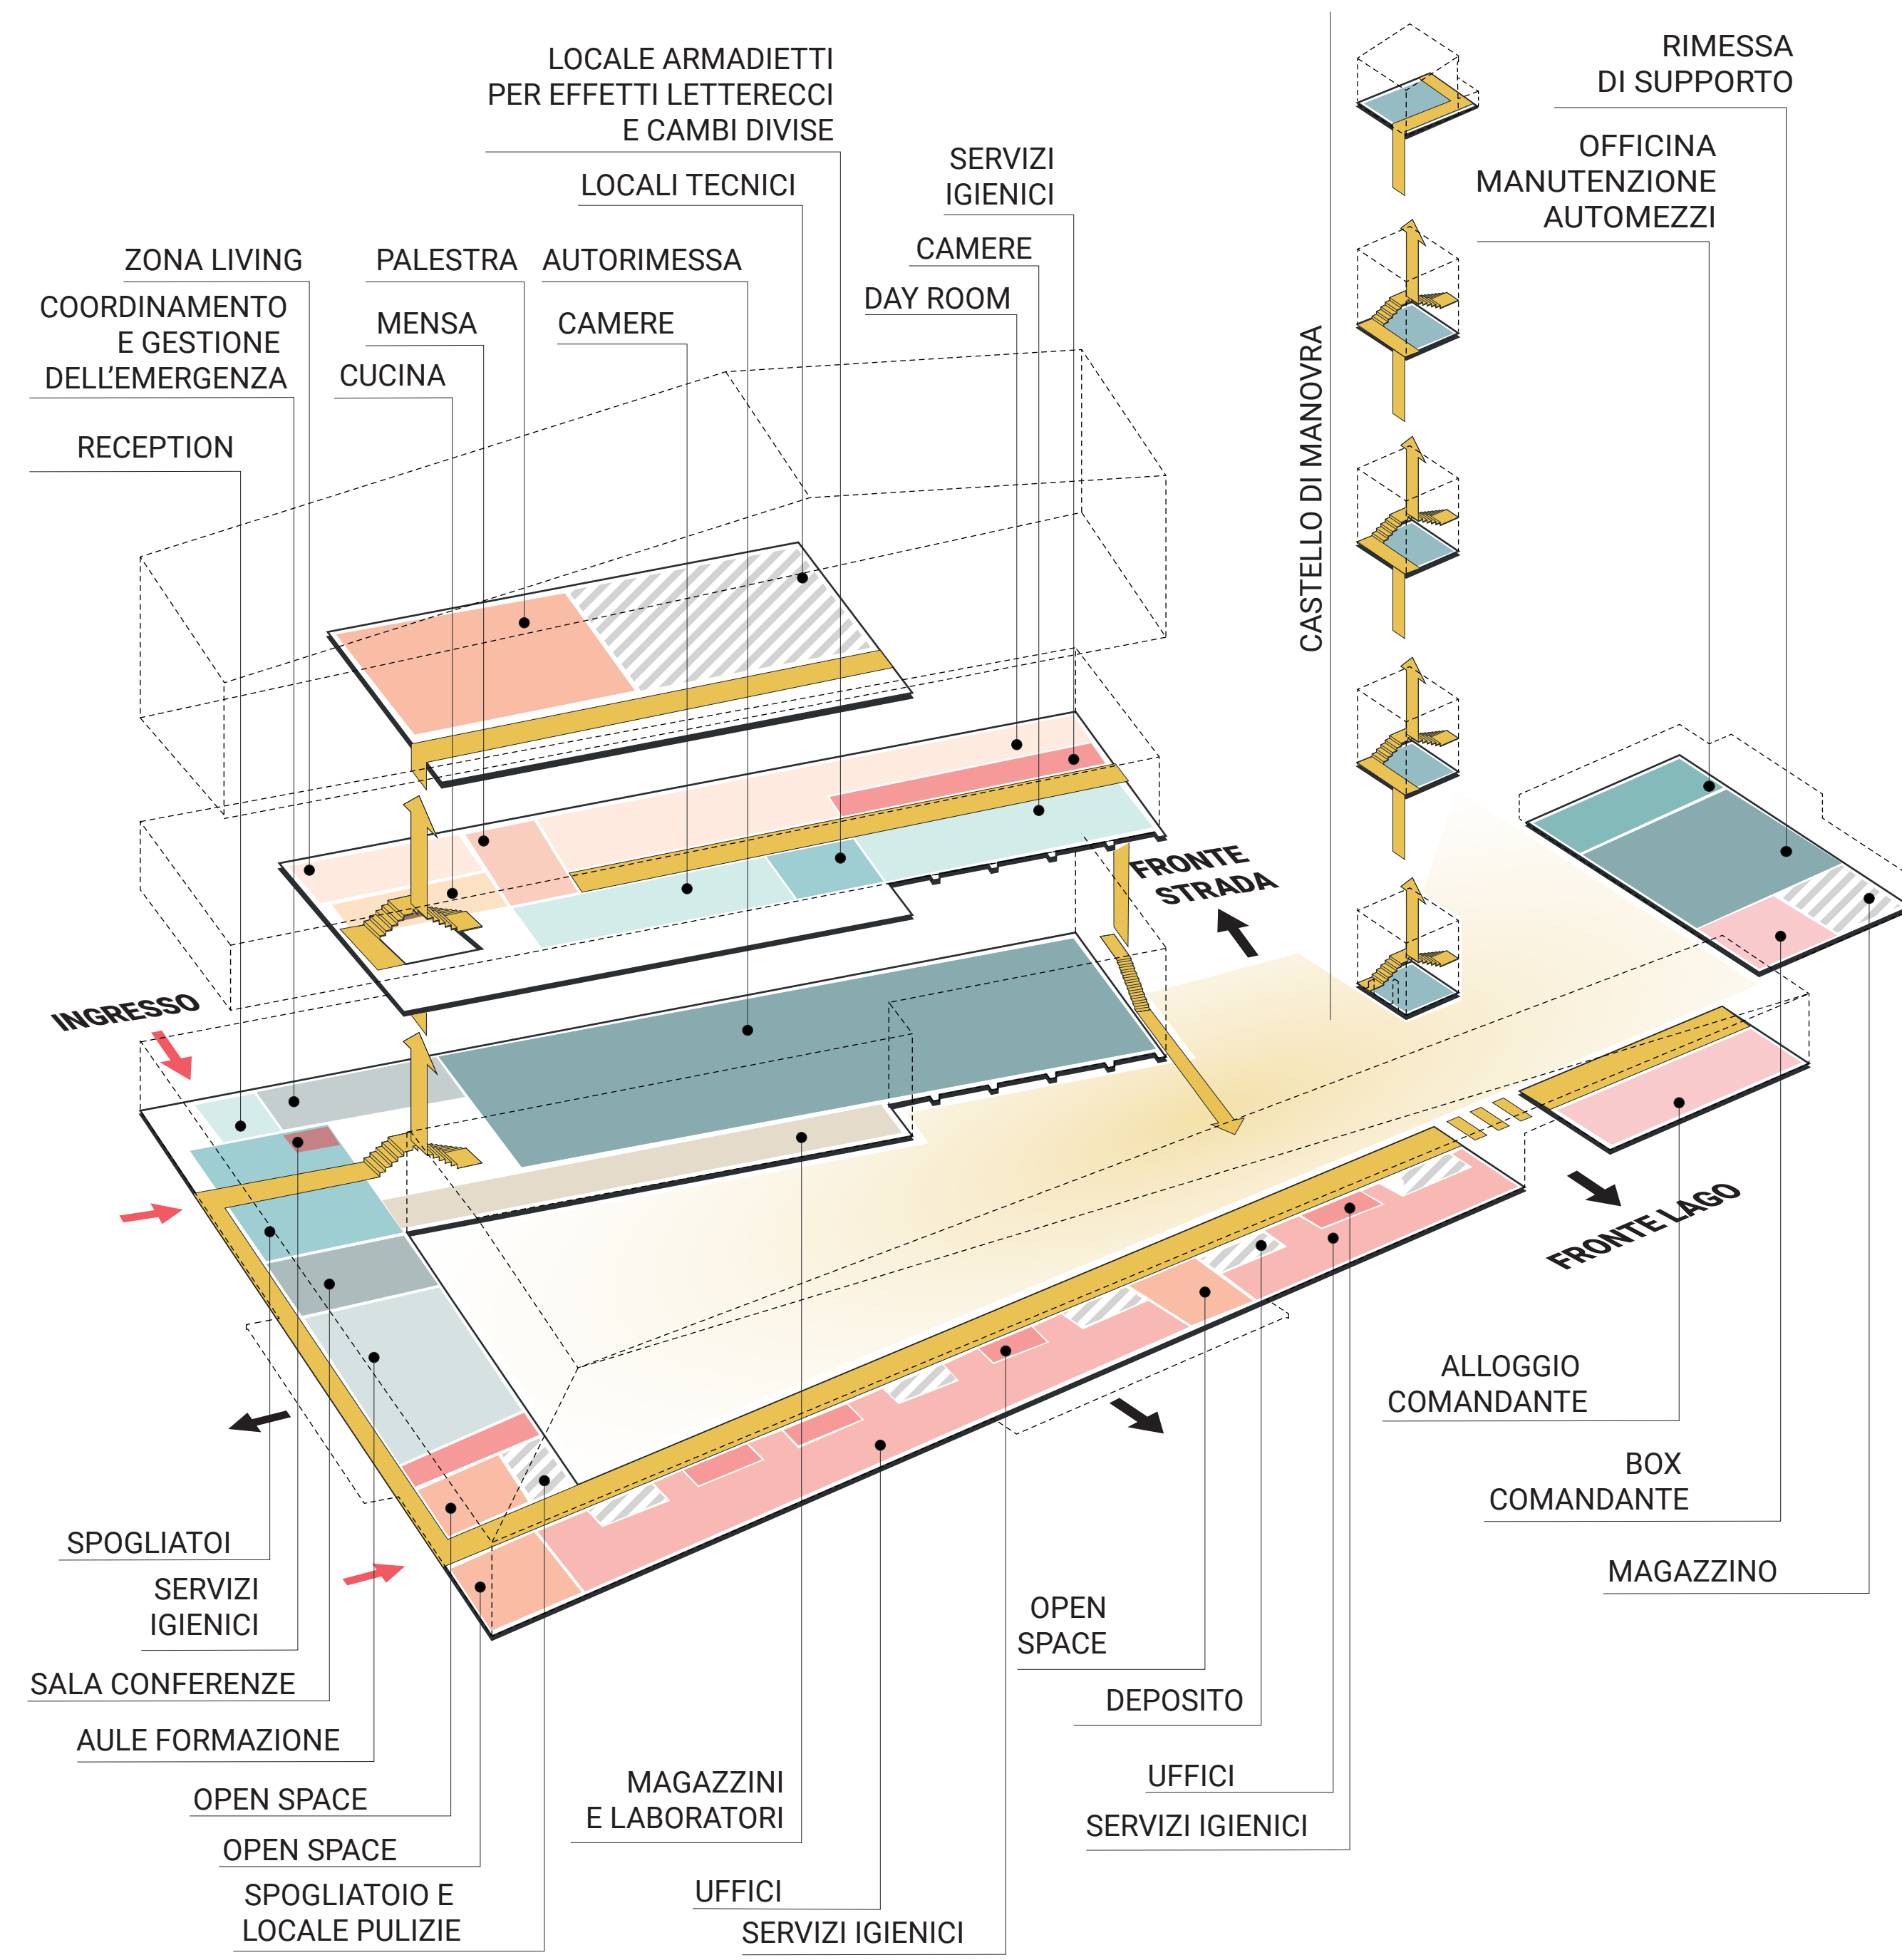 LOCALE ARMADIETTI
PER EFFETTI LETTERECCI
E CAMBI DIVISE
LOCALI TECNICI
SERVIZI
IGIENICI
ZONA LIVING
PALESTRA
AUTORIMESSA
CAMERE
COORDINAMENTO
E GESTIONE
DELL'EMERGENZA
MENSA
CAMERE
DAY ROOM
CUCINA
RECEPTION
CASTELLO DI MANOVRA
RIMESSA
DI SUPPORTO
OFFICINA
MANUTENZIONE
AUTOMEZZI
FRONTE
STRADA
INGRESSO
FRONTE LAGO
ALLOGGIO
COMANDANTE
BOX
COMANDANTE
MAGAZZINO
SPOGLIATOI
SERVIZI
IGIENICI
SALA CONFERENZE
AULE FORMAZIONE
OPEN SPACE
OPEN SPACE
SPOGLIATOIO E
LOCALE PULIZIE
MAGAZZINI
E LABORATORI
UFFICI
SERVIZI IGIENICI
OPEN
SPACE
DEPOSITO
UFFICI
SERVIZI IGIENICI